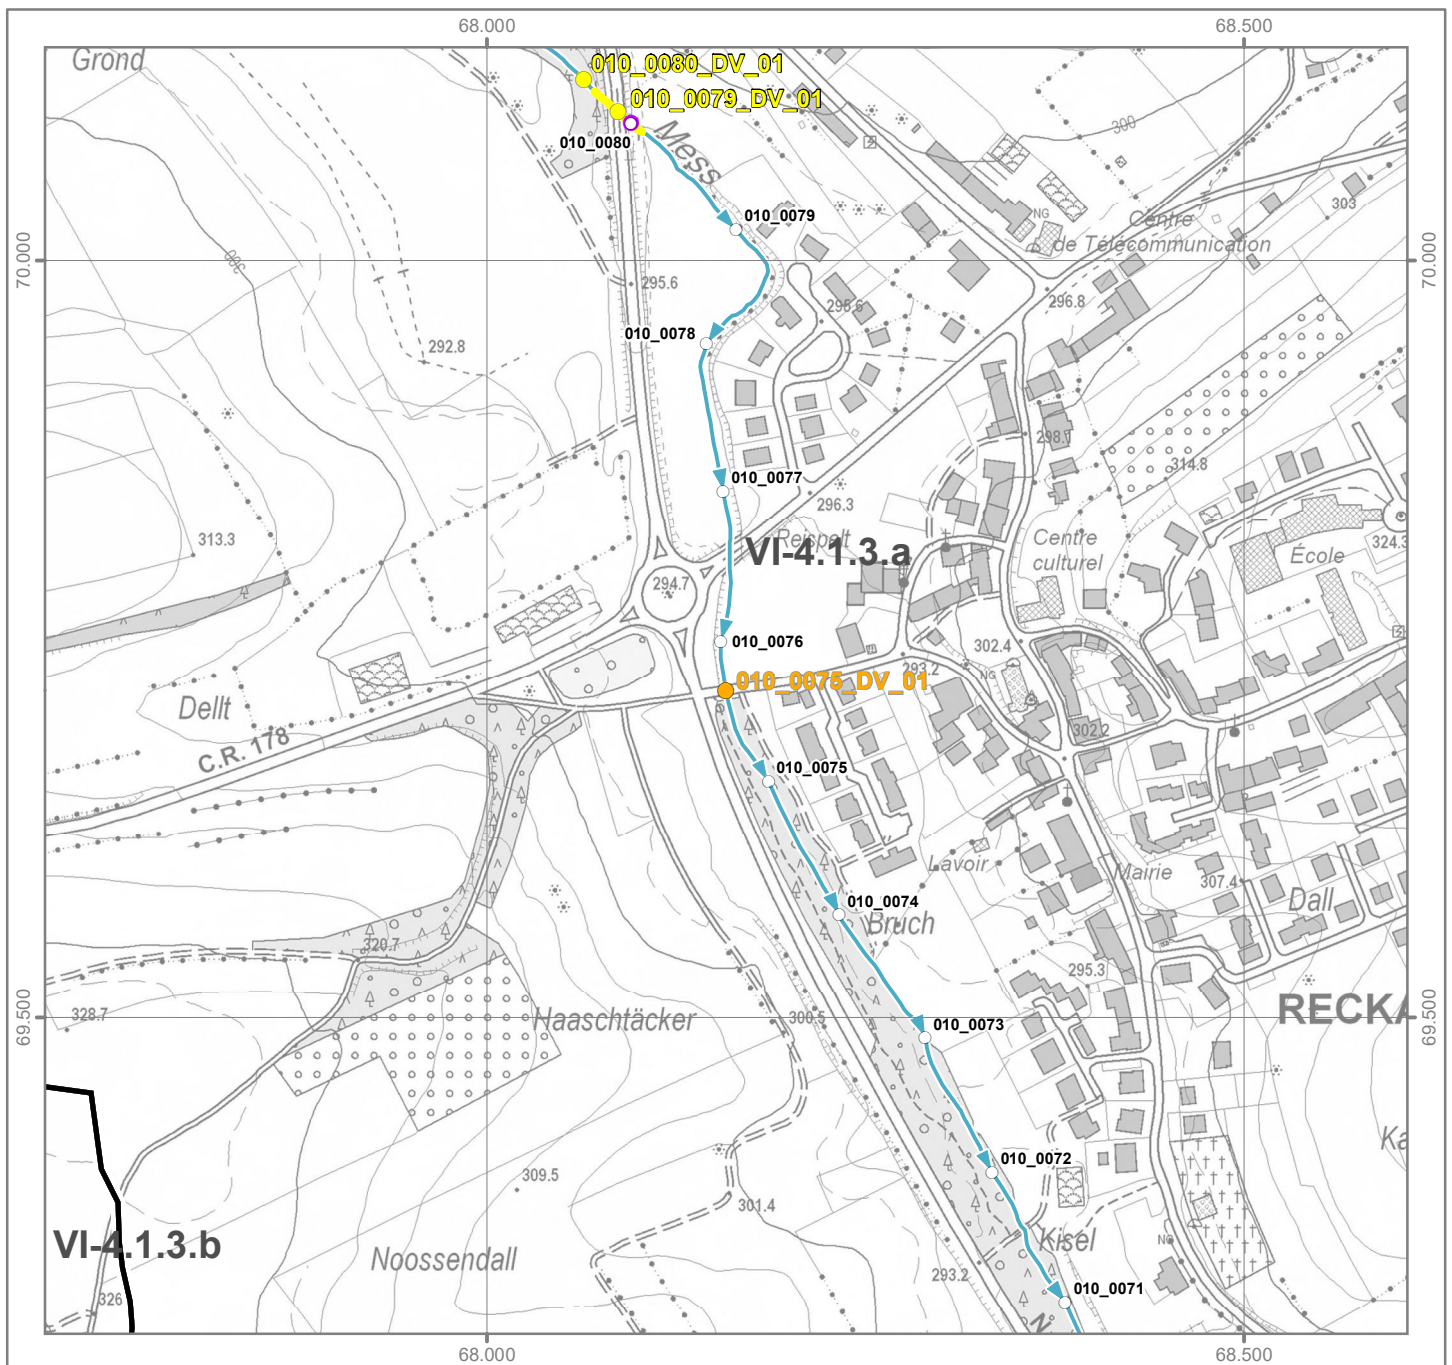 68.000
68.500
Grond
010_0080_DV_01
010_0079_DV_01
010_0080
Mess
300
010_0079
NG
303
Centre
de Télécommunication
70.000
70.000
300
295.6
295.6
296.8
010_0078
292.8
298.1
314.8
010_0077
296.3
313.3
Reispelt
VI-4.1.3.a
Centre
culturel
École
324.3
294.7
010_0076
302.4
293.2
NG
010_0075_DV_01
Dellt
C.R. 178
302.2
010_0075
Lavoir
Mairie
307.4
Dall
010_0074
Bruch
320.7
295.3
328.7
Haaschtäcker
300.5
RECKA
69.500
69.500
010_0073
Ka
010_0072
309.5
301.4
VI-4.1.3.b
Noossendall
Kisel
NG
293.2
326
010_0071
N
68.000
68.500